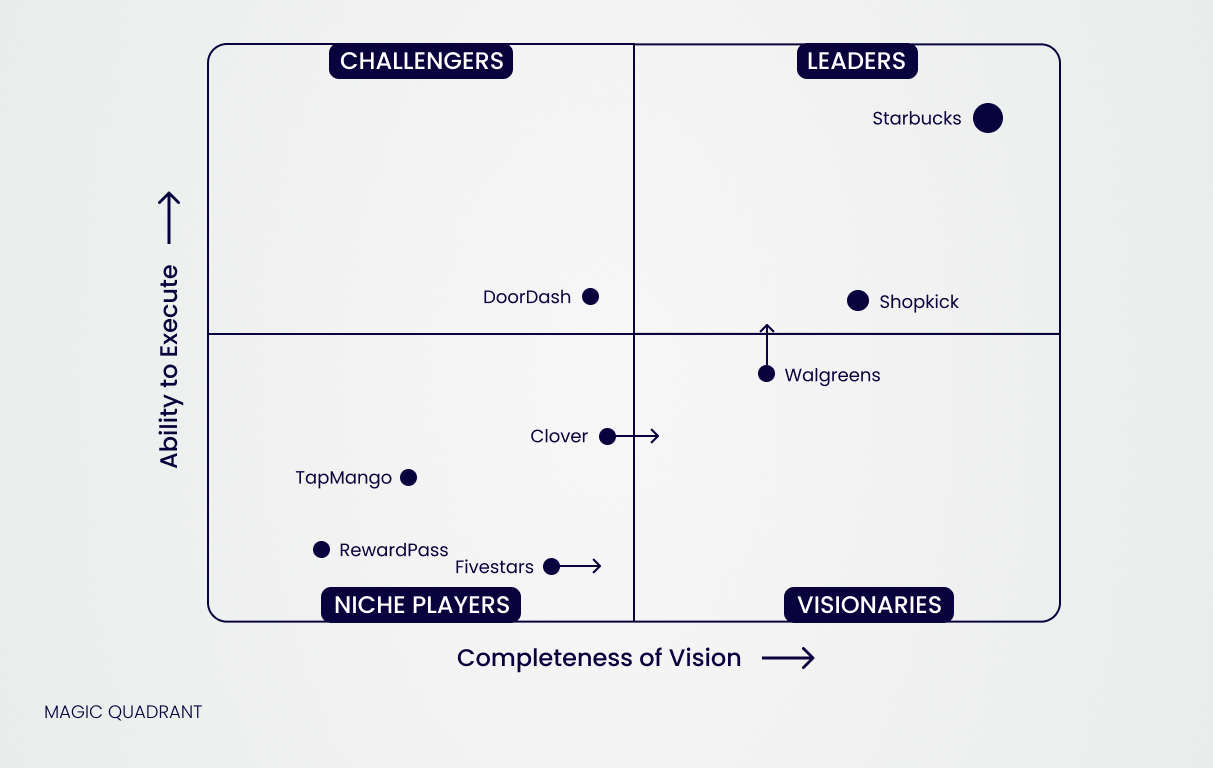 CHALLENGERS
LEADERS
Starbucks
DoorDash
Shopkick
Walgreens
Clover
TapMango
RewardPass
Fivestars
NICHE PLAYERS
VISIONARIES
Ability to Execute
Completeness of Vision
MAGIC QUADRANT